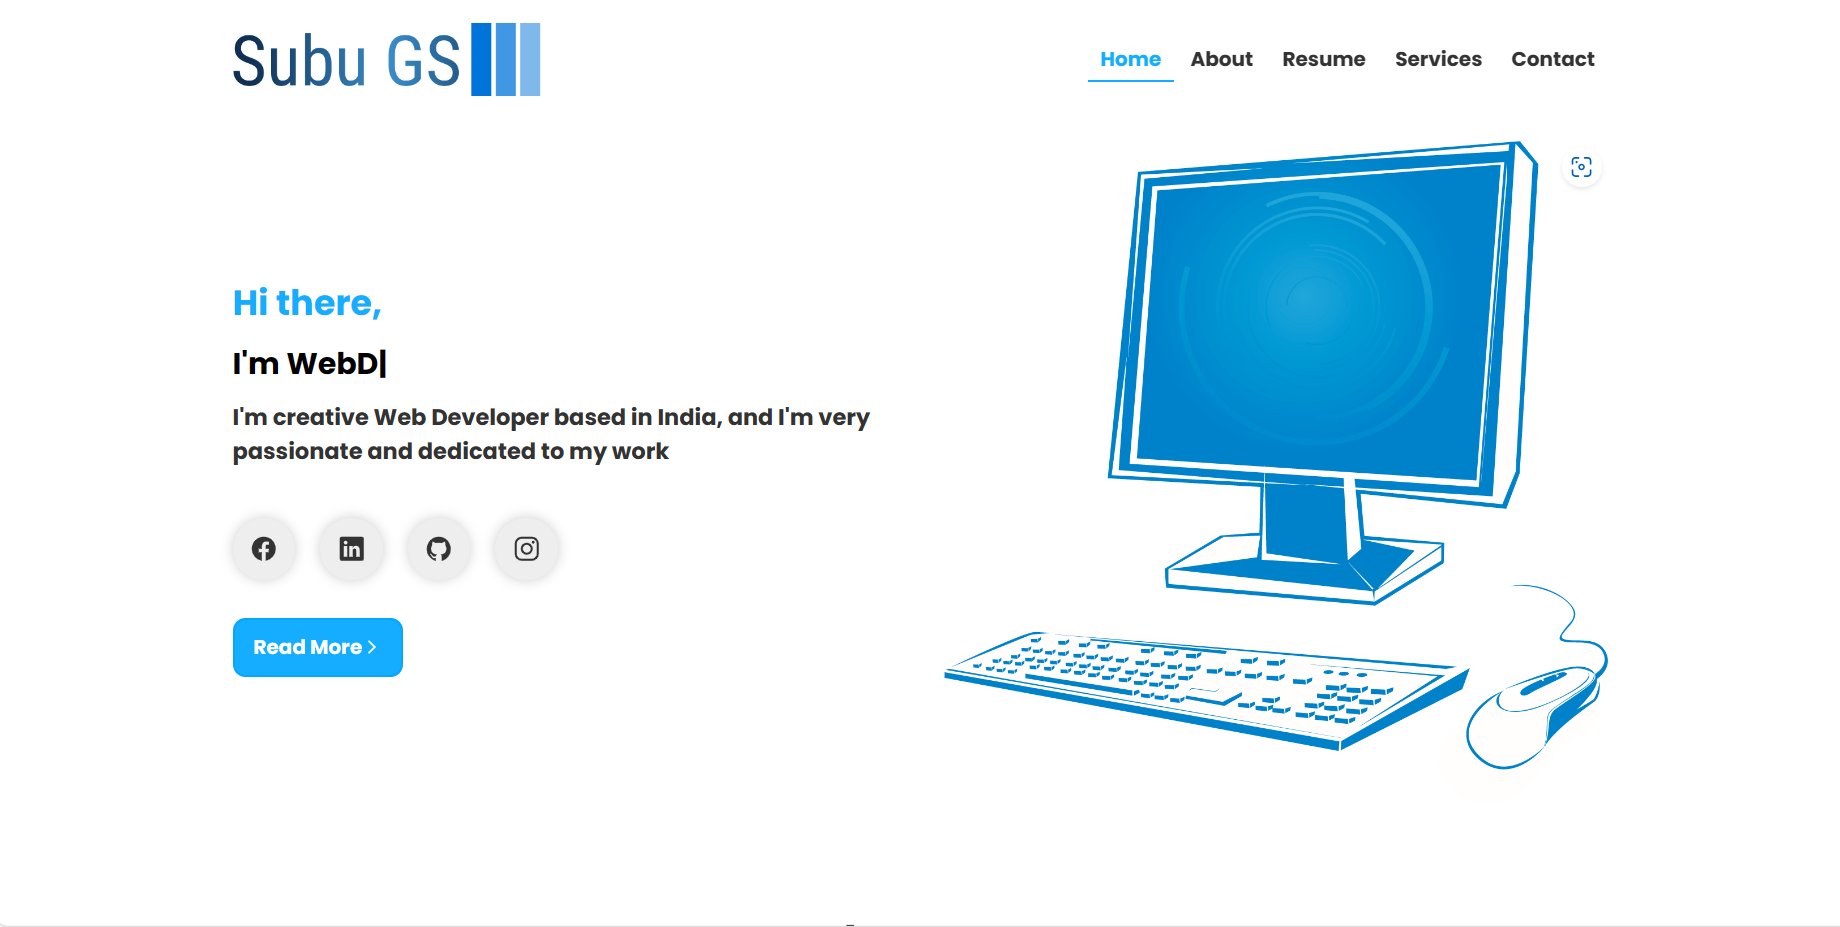 Subu GS
Home About Resume Services Contact
Hi there,
I'm WebD|
I'm creative Web Developer based in India, and I'm very
passionate and dedicated to my work
Read More